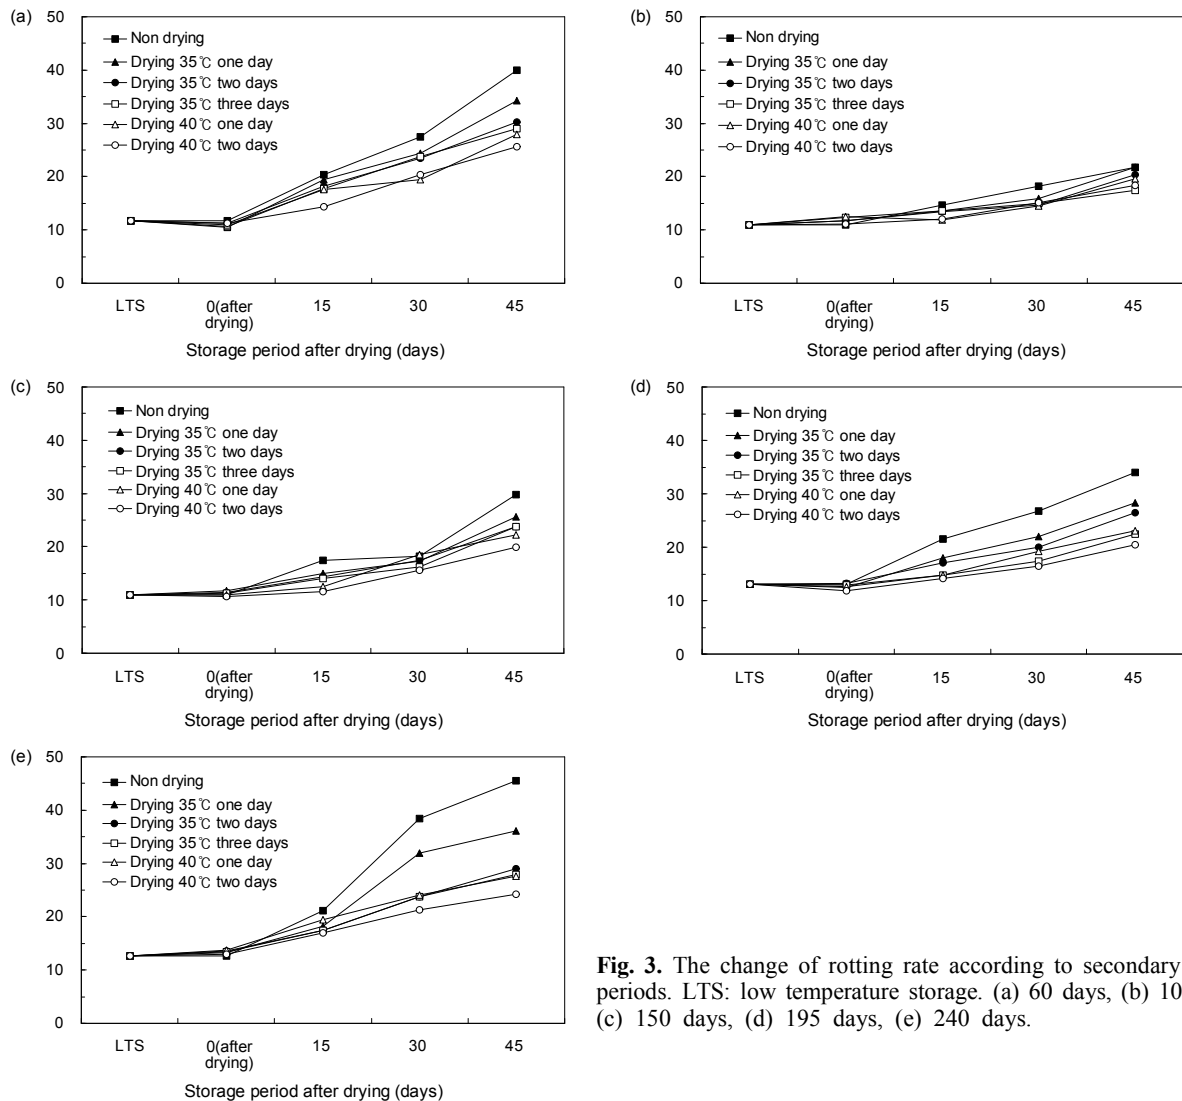 (a)
50
40
30
20
10
0
Non drying
Drying 35℃ one day
Drying 35℃ two days
Drying 35℃ three days
Drying 40℃ one day
Drying 40℃ two days
LTS 0(after drying) 15 30 45
Storage period after drying (days)
(b)
50
40
30
20
10
0
Non drying
Drying 35℃ one day
Drying 35℃ two days
Drying 35℃ three days
Drying 40℃ one day
Drying 40℃ two days
LTS 0(after drying) 15 30 45
Storage period after drying (days)
(c)
50
40
30
20
10
0
Non drying
Drying 35℃ one day
Drying 35℃ two days
Drying 35℃ three days
Drying 40℃ one day
Drying 40℃ two days
LTS 0(after drying) 15 30 45
Storage period after drying (days)
(d)
50
40
30
20
10
0
Non drying
Drying 35℃ one day
Drying 35℃ two days
Drying 35℃ three days
Drying 40℃ one day
Drying 40℃ two days
LTS 0(after drying) 15 30 45
Storage period after drying (days)
(e)
50
40
30
20
10
0
Non drying
Drying 35℃ one day
Drying 35℃ two days
Drying 35℃ three days
Drying 40℃ one day
Drying 40℃ two days
LTS 0(after drying) 15 30 45
Storage period after drying (days)
Fig. 3. The change of rotting rate according to secondary
periods. LTS: low temperature storage. (a) 60 days, (b) 10
(c) 150 days, (d) 195 days, (e) 240 days.